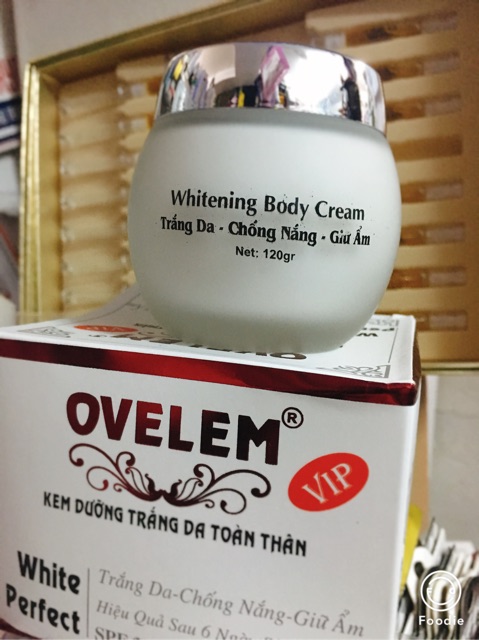 Whitening Body Cream
Trắng Da - Chống Nắng - Giữ Ẩm
Net: 120gr
OVELEM®
VIP
KEM DƯỠNG TRẮNG DA TOÀN THÂN
White
Perfect
Trắng Da-Chống Nắng-Giữ Ẩm
Hiệu Quả Sau 6
SPF
Foodie